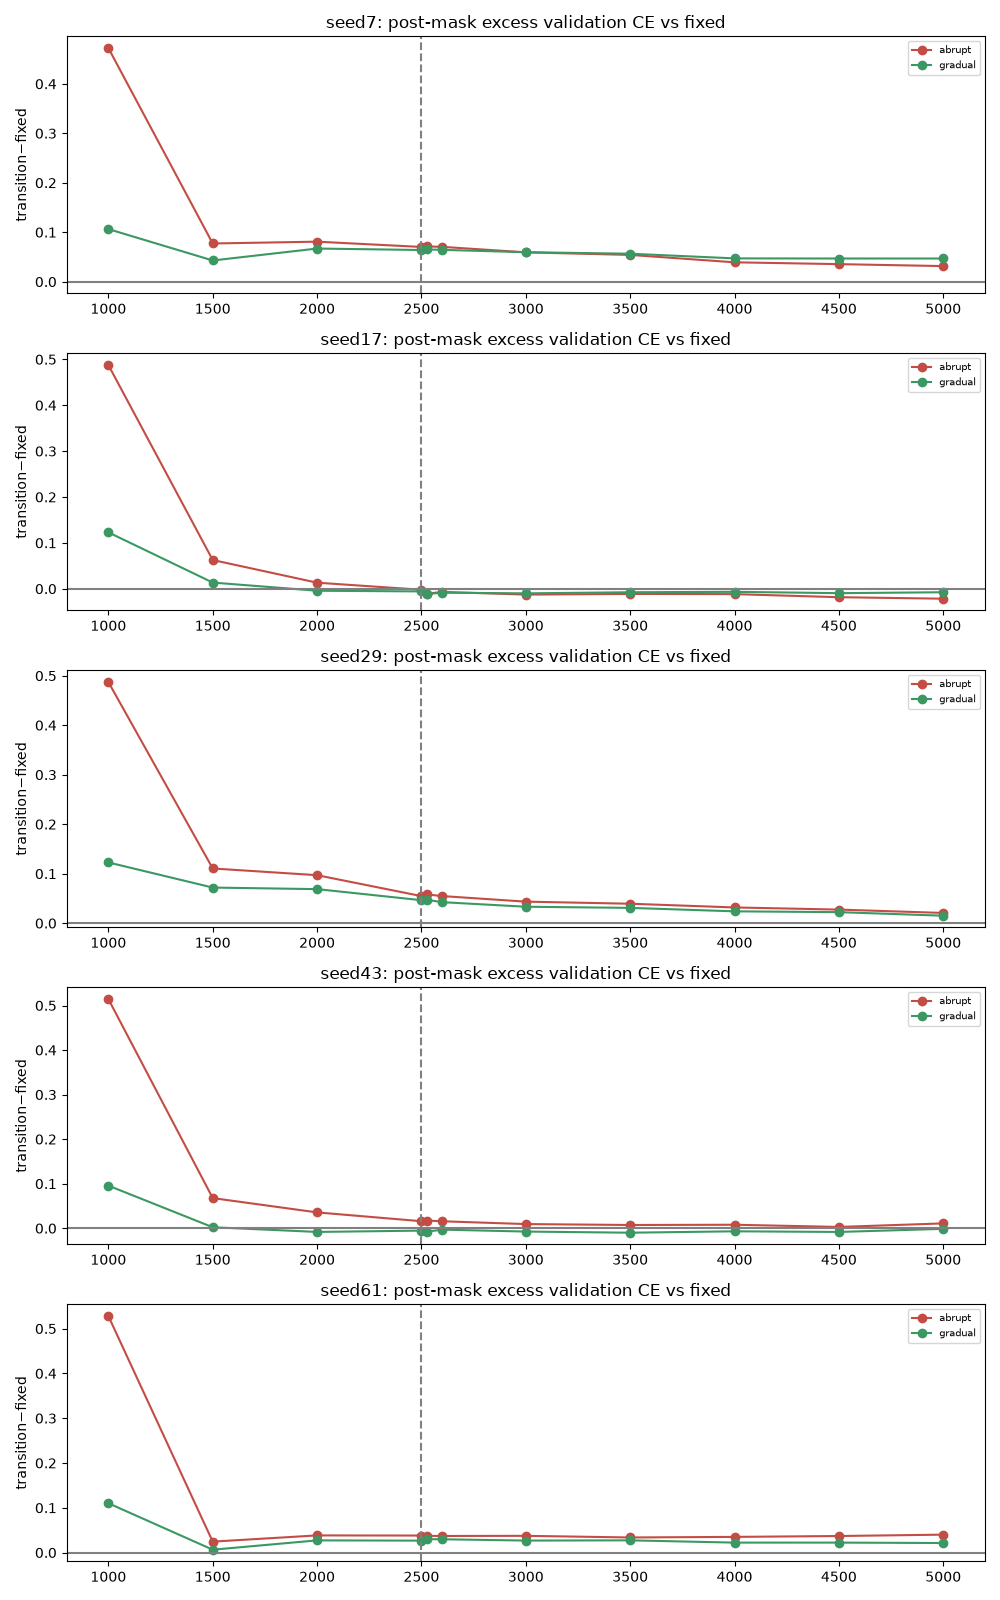 seed7: post-mask excess validation CE vs fixed
abrupt
gradual
transition−fixed
0.4
0.3
0.2
0.1
0.0
1000 1500 2000 2500 3000 3500 4000 4500 5000
seed17: post-mask excess validation CE vs fixed
abrupt
gradual
transition−fixed
0.5
0.4
0.3
0.2
0.1
0.0
1000 1500 2000 2500 3000 3500 4000 4500 5000
seed29: post-mask excess validation CE vs fixed
abrupt
gradual
transition−fixed
0.5
0.4
0.3
0.2
0.1
0.0
1000 1500 2000 2500 3000 3500 4000 4500 5000
seed43: post-mask excess validation CE vs fixed
abrupt
gradual
transition−fixed
0.5
0.4
0.3
0.2
0.1
0.0
1000 1500 2000 2500 3000 3500 4000 4500 5000
seed61: post-mask excess validation CE vs fixed
abrupt
gradual
transition−fixed
0.5
0.4
0.3
0.2
0.1
0.0
1000 1500 2000 2500 3000 3500 4000 4500 5000